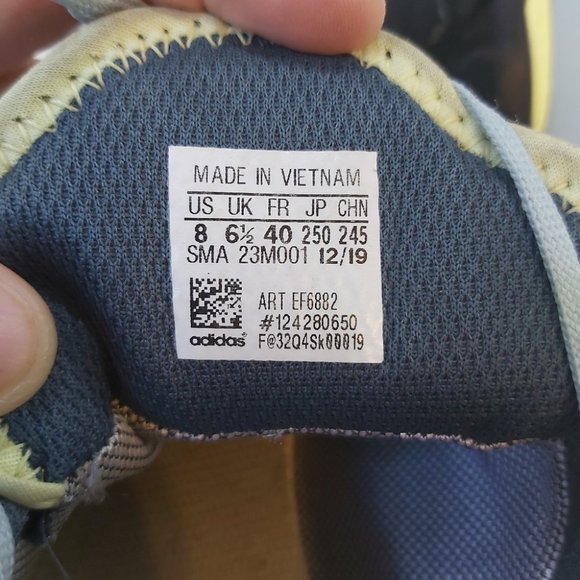 MADE IN VIETNAM
US UK FR JP CHN
8 6½ 40 250 245
SMA 23M001 12/19
ART EF6882
#124280650
adidas® F@32Q4Sk00019